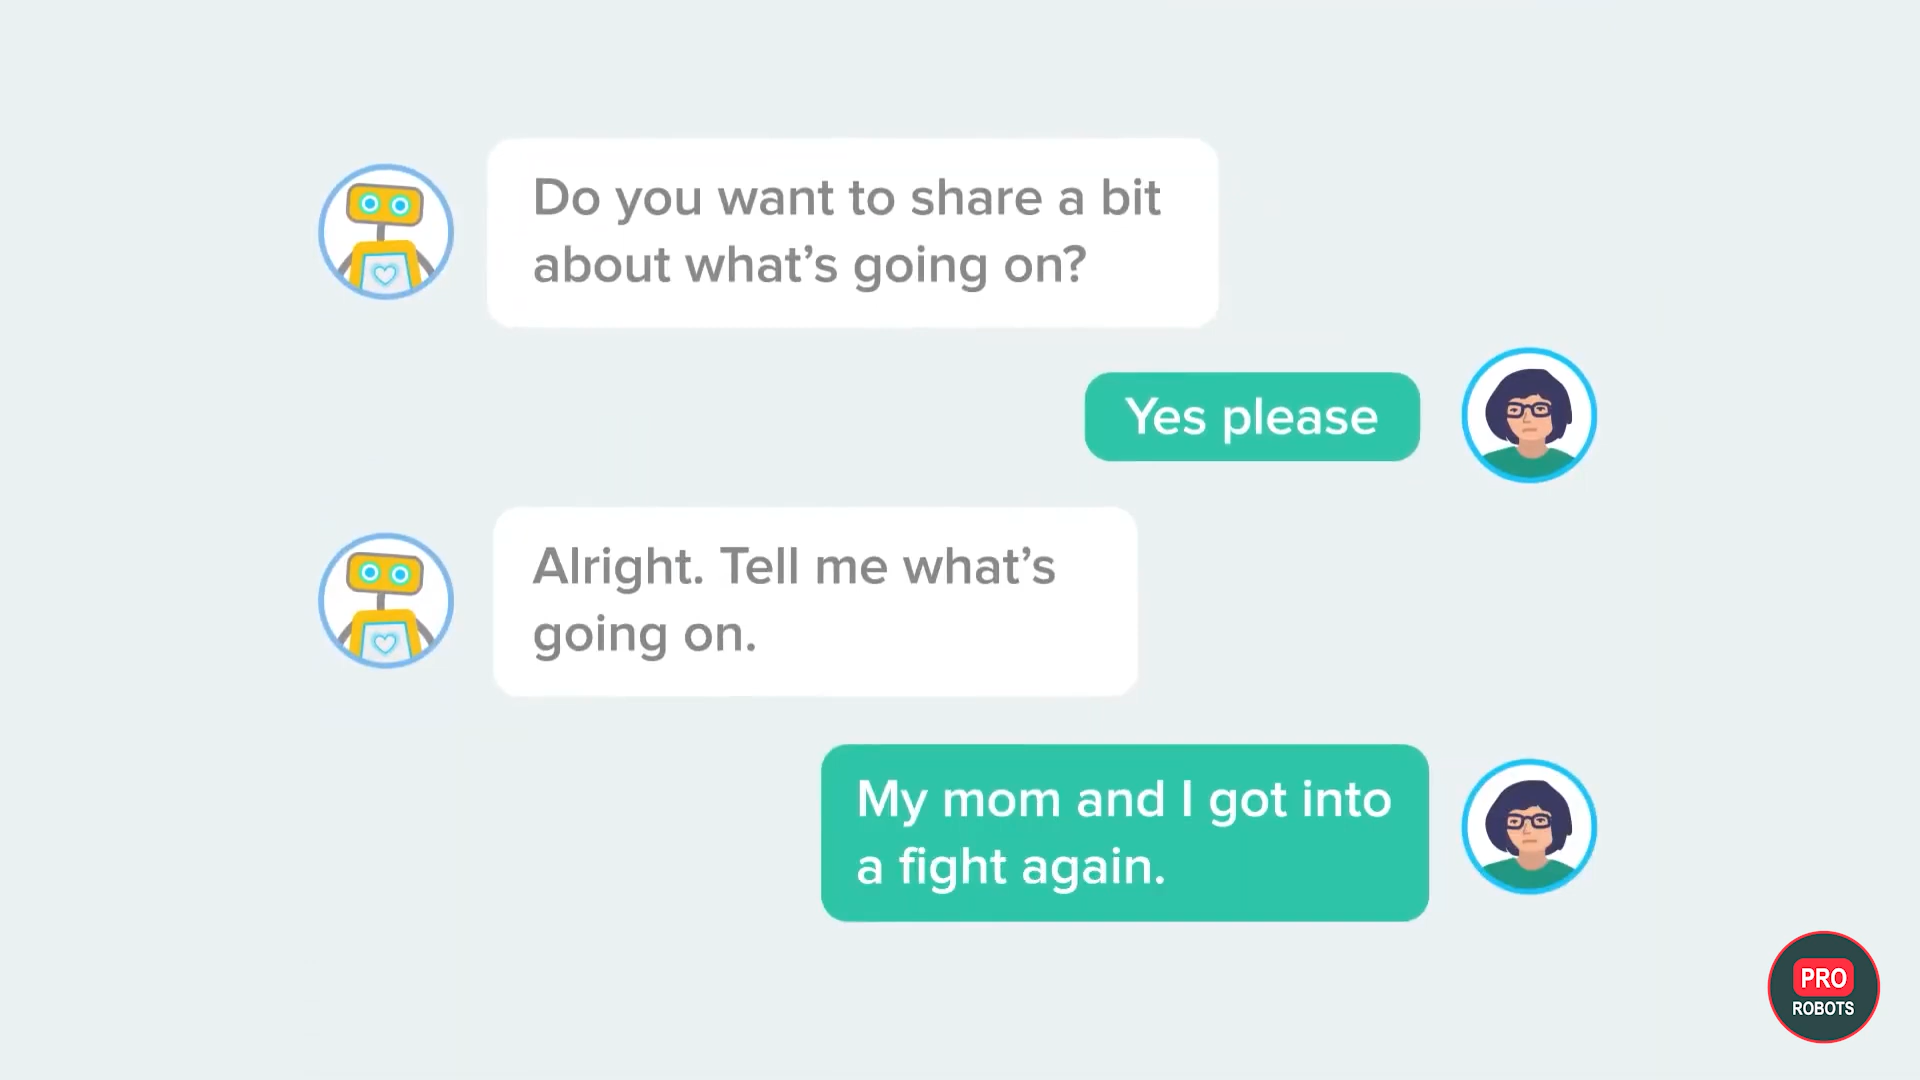 Do you want to share a bit
about what’s going on?
Yes please
Alright. Tell me what’s
going on.
My mom and I got into
a fight again.
PRO
ROBOTS